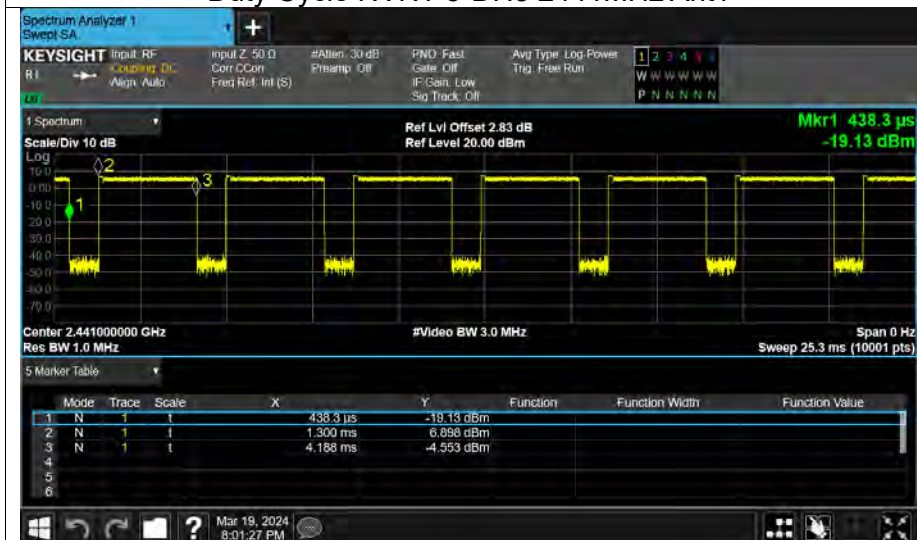 Spectrum Analyzer 1
Swept SA
+
KEYSIGHT Input: RF Input Z: 50 Ω #Atten: 30 dB PNO: Fast Avg Type: Log-Power 1 2 3 4 5 6
R L Coupling: DC Corr CCorr Preamp: Off Gate: Off Trig: Free Run W W W W W W
Align: Auto Freq Ref: Int (S) IF Gain: Low
Sig Track: Off P N N N N N
1 Spectrum
Scale/Div 10 dB
Ref Lvl Offset 2.83 dB
Ref Level 20.00 dBm
Mkr1 438.3 µs
-19.13 dBm
Log
10.0
0.00
-10.0
-20.0
-30.0
-40.0
-50.0
-60.0
-70.0
1
2
3
Center 2.441000000 GHz #Video BW 3.0 MHz Span 0 Hz
Res BW 1.0 MHz Sweep 25.3 ms (10001 pts)
5 Marker Table
Mode Trace Scale X Y Function Function Width Function Value
1 N 1 t 438.3 µs -19.13 dBm
2 N 1 t 1.300 ms 6.898 dBm
3 N 1 t 4.188 ms -4.553 dBm
4
5
6
? Mar 19, 2024
8:01:27 PM